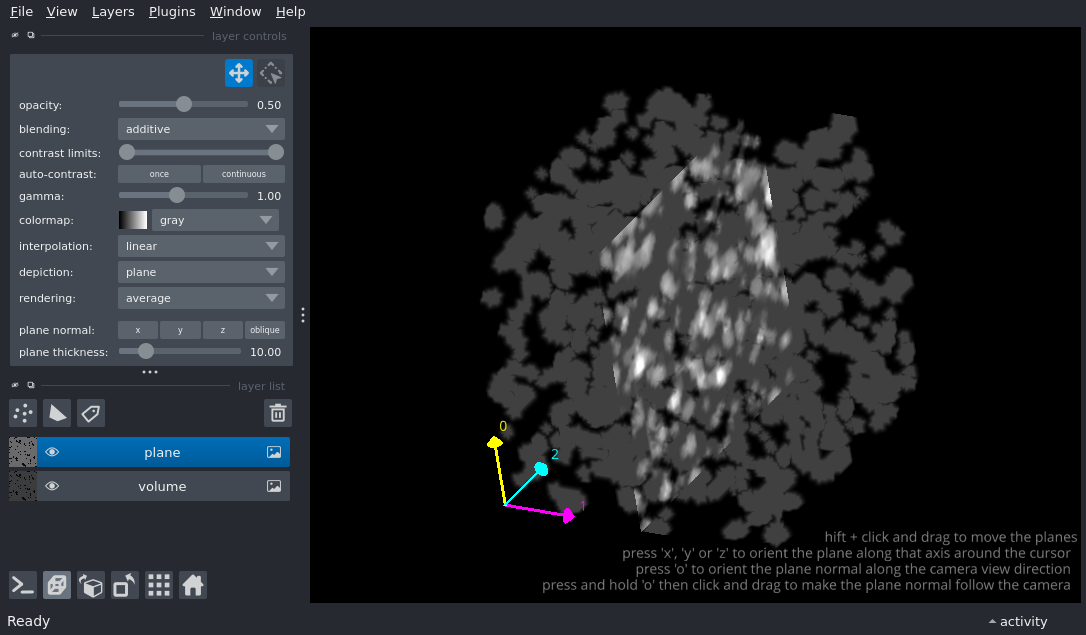 File View Layers Plugins Window Help
layer controls
opacity: 0.50
blending: additive
contrast limits:
auto-contrast: once continuous
gamma: 1.00
colormap: gray
interpolation: linear
depiction: plane
rendering: average
plane normal: x y z oblique
plane thickness: 10.00
layer list
plane
volume
0
2
1
hift + click and drag to move the planes
press 'x', 'y' or 'z' to orient the plane along that axis around the cursor
press 'o' to orient the plane normal along the camera view direction
press and hold 'o' then click and drag to make the plane normal follow the camera
Ready
activity